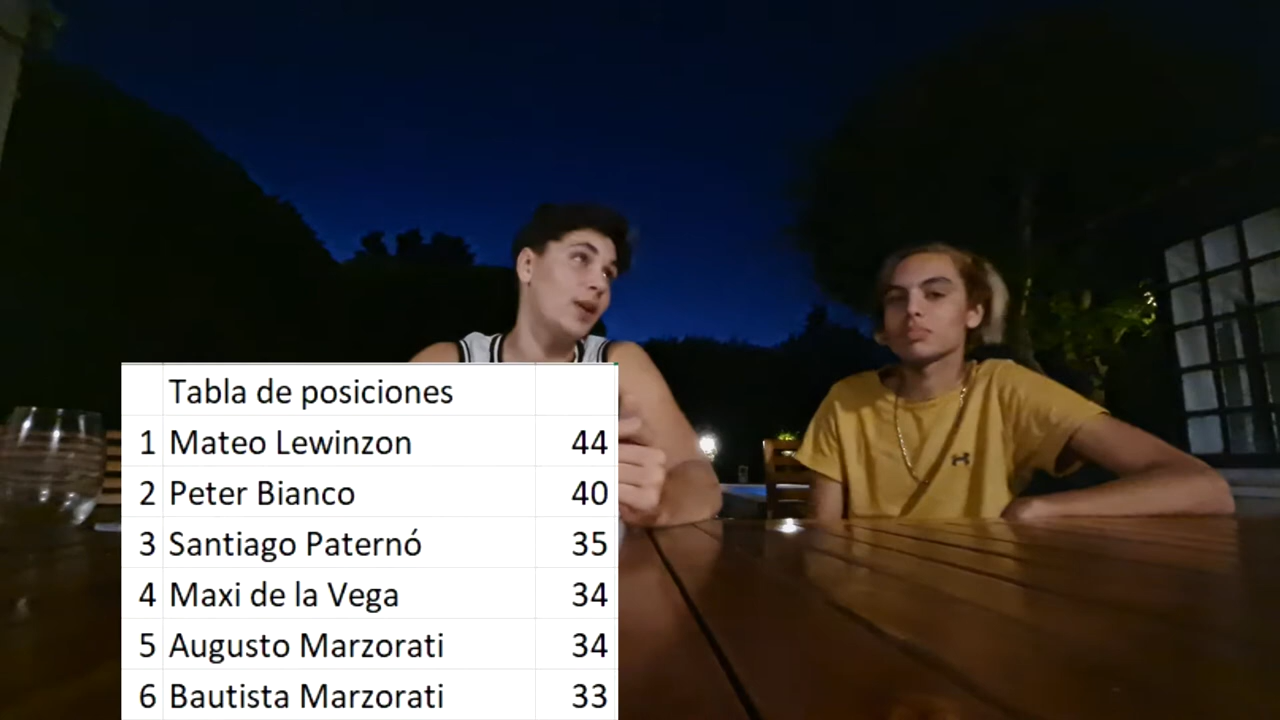 Tabla de posiciones
1 Mateo Lewinzon 44
2 Peter Bianco 40
3 Santiago Paternó 35
4 Maxi de la Vega 34
5 Augusto Marzorati 34
6 Bautista Marzorati 33